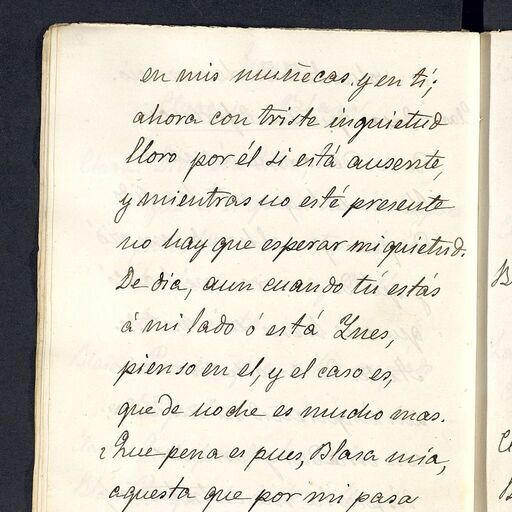 en mis muñecas y en tí;
ahora con triste inquietud
lloro por él si está ausente,
y mientras no esté presente
no hay que esperar mi quietud.
De dia, aun cuando tú estás
á mi lado ó está Ynes,
pienso en el, y el caso es,
que de noche es mucho mas.
¿Que pena es pues, Blasa mia,
aquesta que por mi pasa